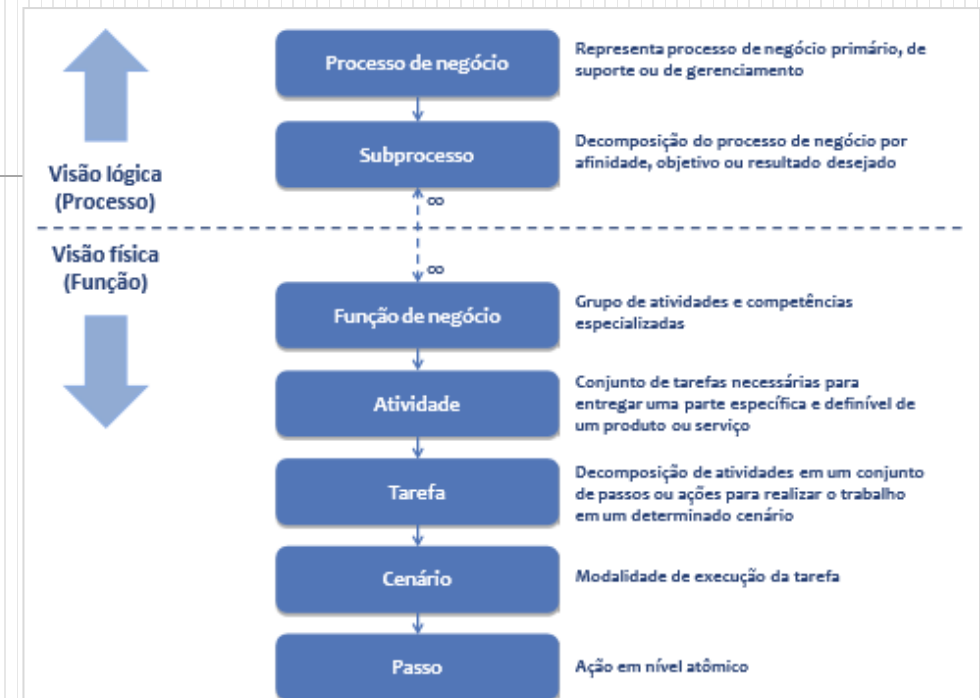 Processo de negócio
Representa processo de negócio primário, de
suporte ou de gerenciamento
Subprocesso
Decomposição do processo de negócio por
afinidade, objetivo ou resultado desejado
Visão lógica
(Processo)
∞
Visão física
(Função)
∞
Função de negócio
Grupo de atividades e competências
especializadas
Atividade
Conjunto de tarefas necessárias para
entregar uma parte específica e definível de
um produto ou serviço
Tarefa
Decomposição de atividades em um conjunto
de passos ou ações para realizar o trabalho
em um determinado cenário
Cenário
Modalidade de execução da tarefa
Passo
Ação em nível atômico